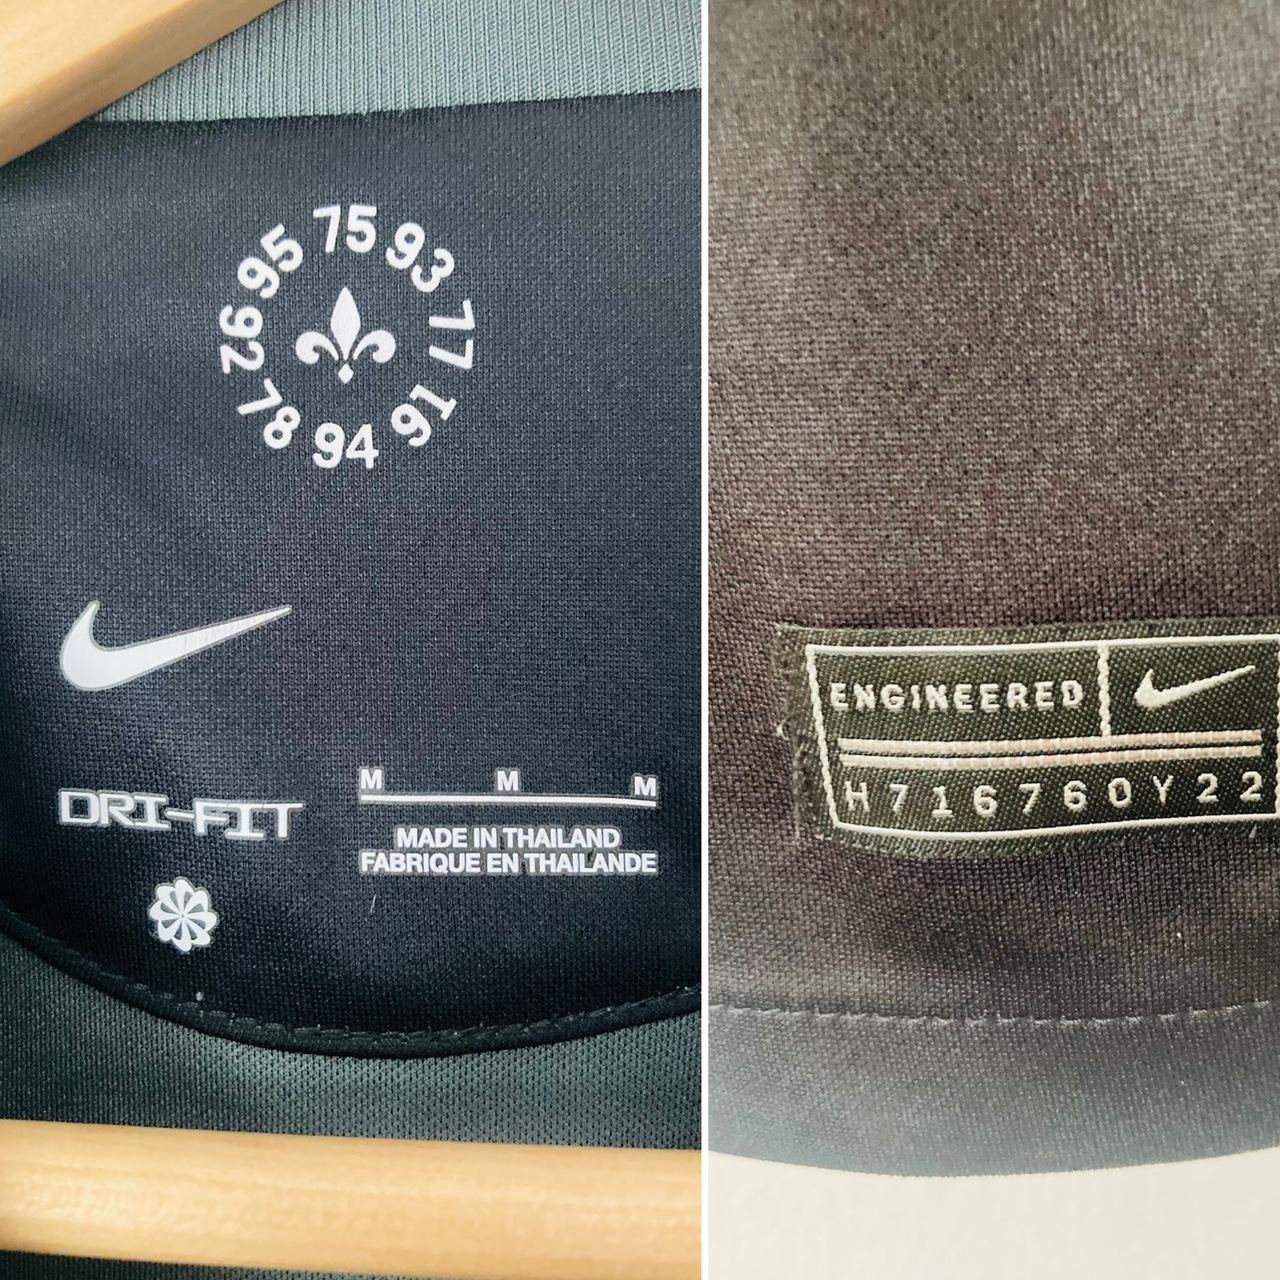 75 93 77 91 94 78 92 95
DRI-FIT
M M M
MADE IN THAILAND
FABRIQUE EN THAILANDE
ENGINEERED
H716760Y22